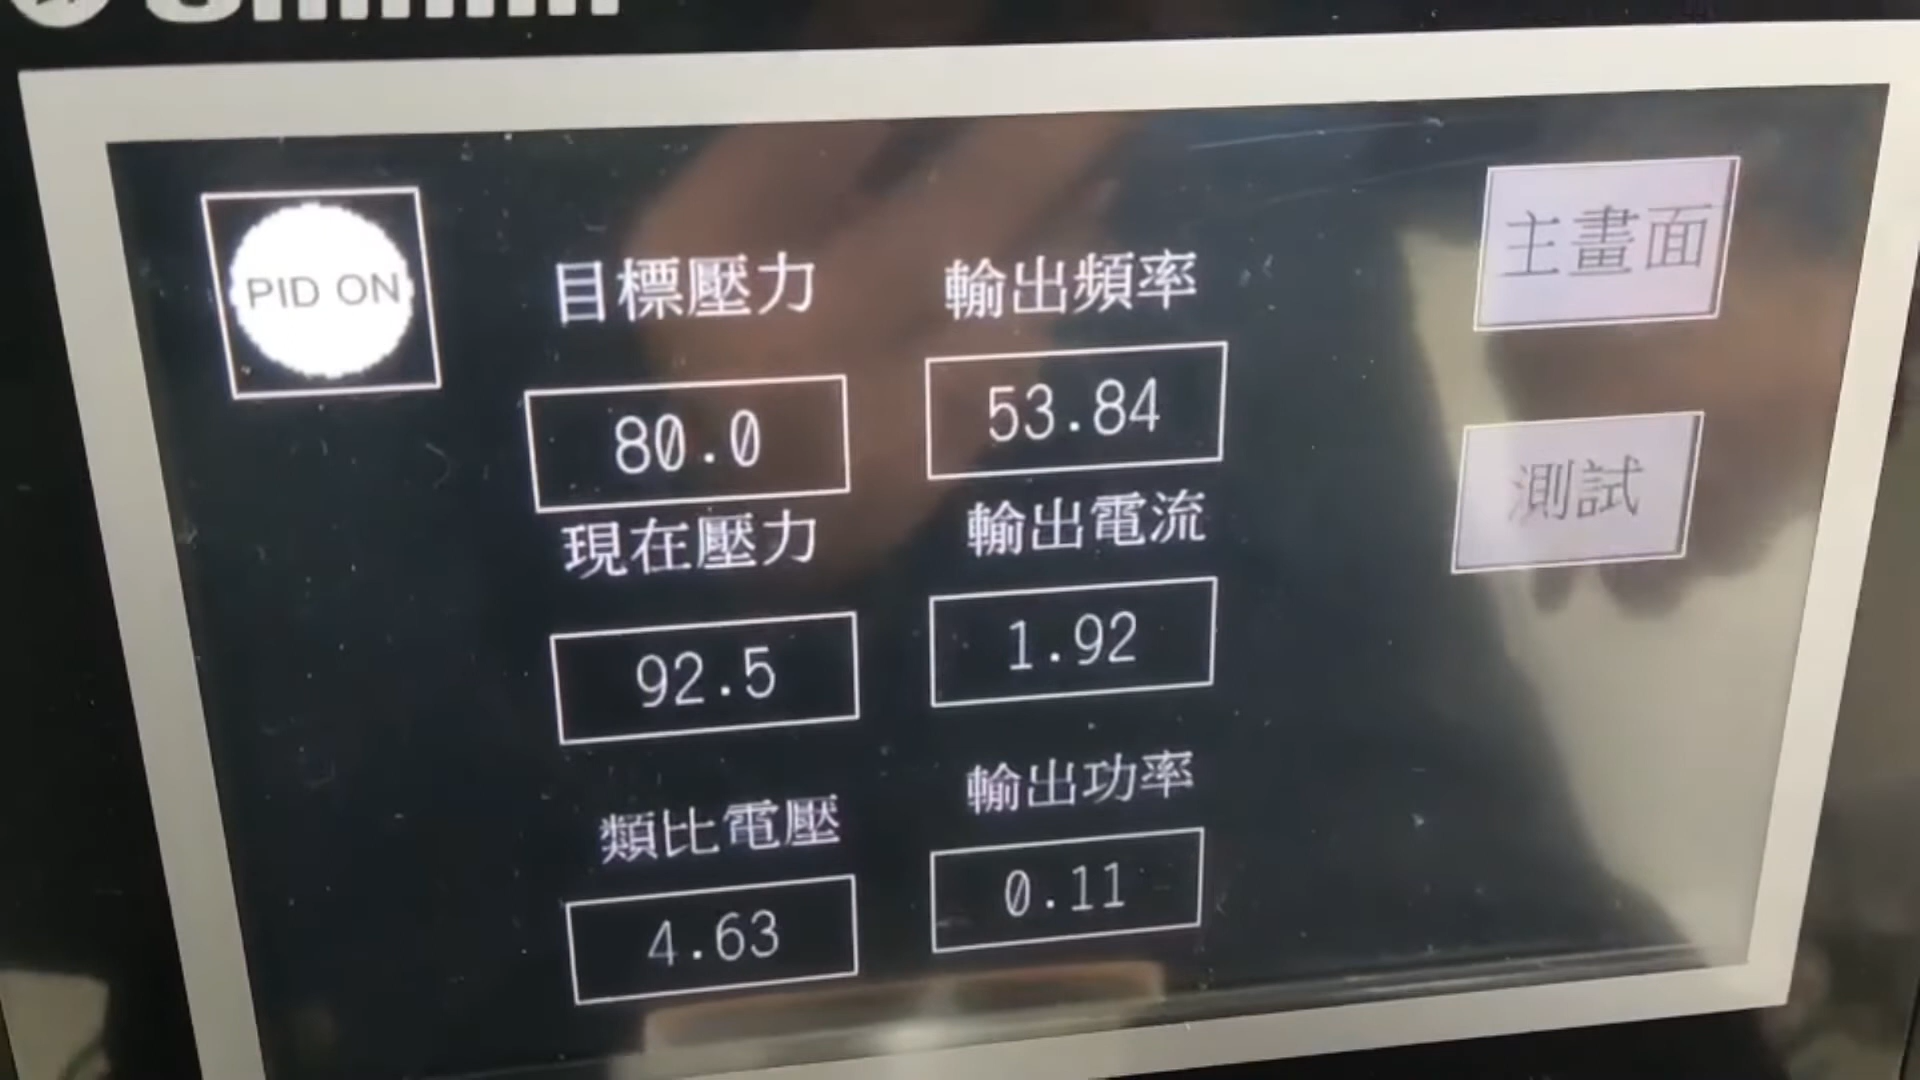 PID ON
目標壓力
輸出頻率
主畫面
80.0
53.84
現在壓力
輸出電流
測試
92.5
1.92
類比電壓
輸出功率
4.63
0.11